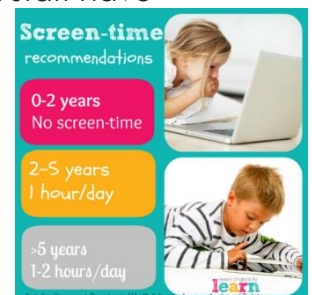 Screen-time
recommendations
0-2 years
No screen-time
2-5 years
1 hour/day
>5 years
1-2 hours/day
learn